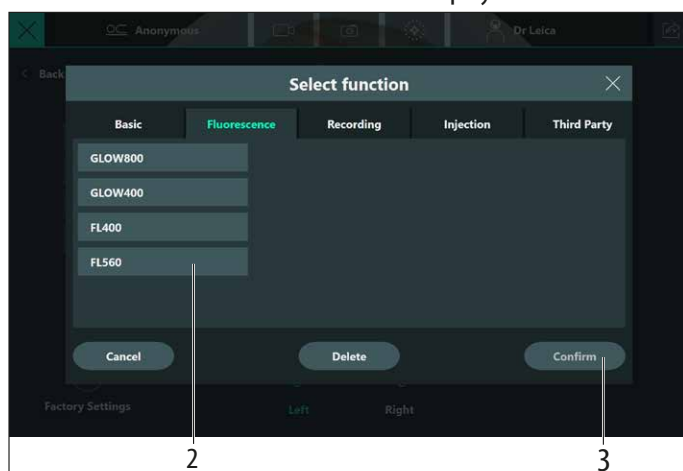 Anonymous
Dr Leica
Back
Select function
Basic Fluorescence Recording Injection Third Party
GLOW800
GLOW400
FL400
FL560
Cancel Delete Confirm
Factory Settings Left Right
2 3